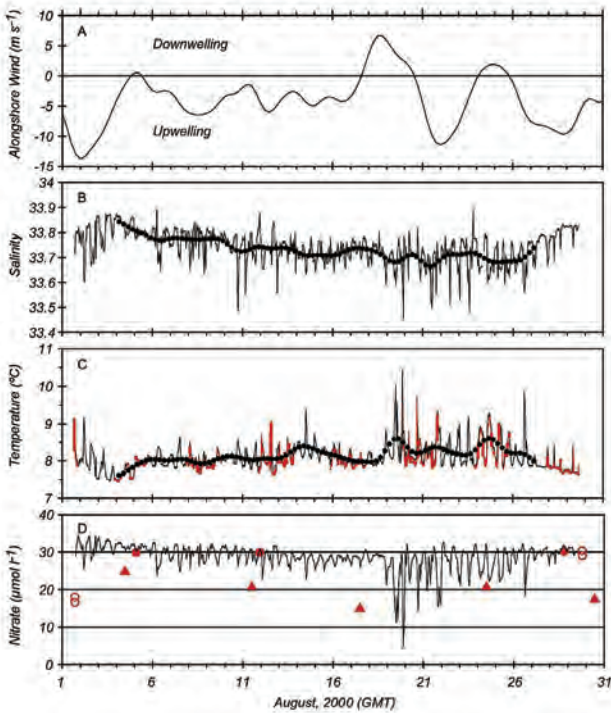 A
Downwelling
Upwelling
Alongshore Wind (m s⁻¹)
10
5
0
-5
-10
-15
B
Salinity
34
33.9
33.8
33.7
33.6
33.5
33.4
C
Temperature (ºC)
11
10
9
8
7
D
Nitrate (µmol l⁻¹)
40
30
20
10
0
1 6 11 16 21 26 31
August, 2000 (GMT)